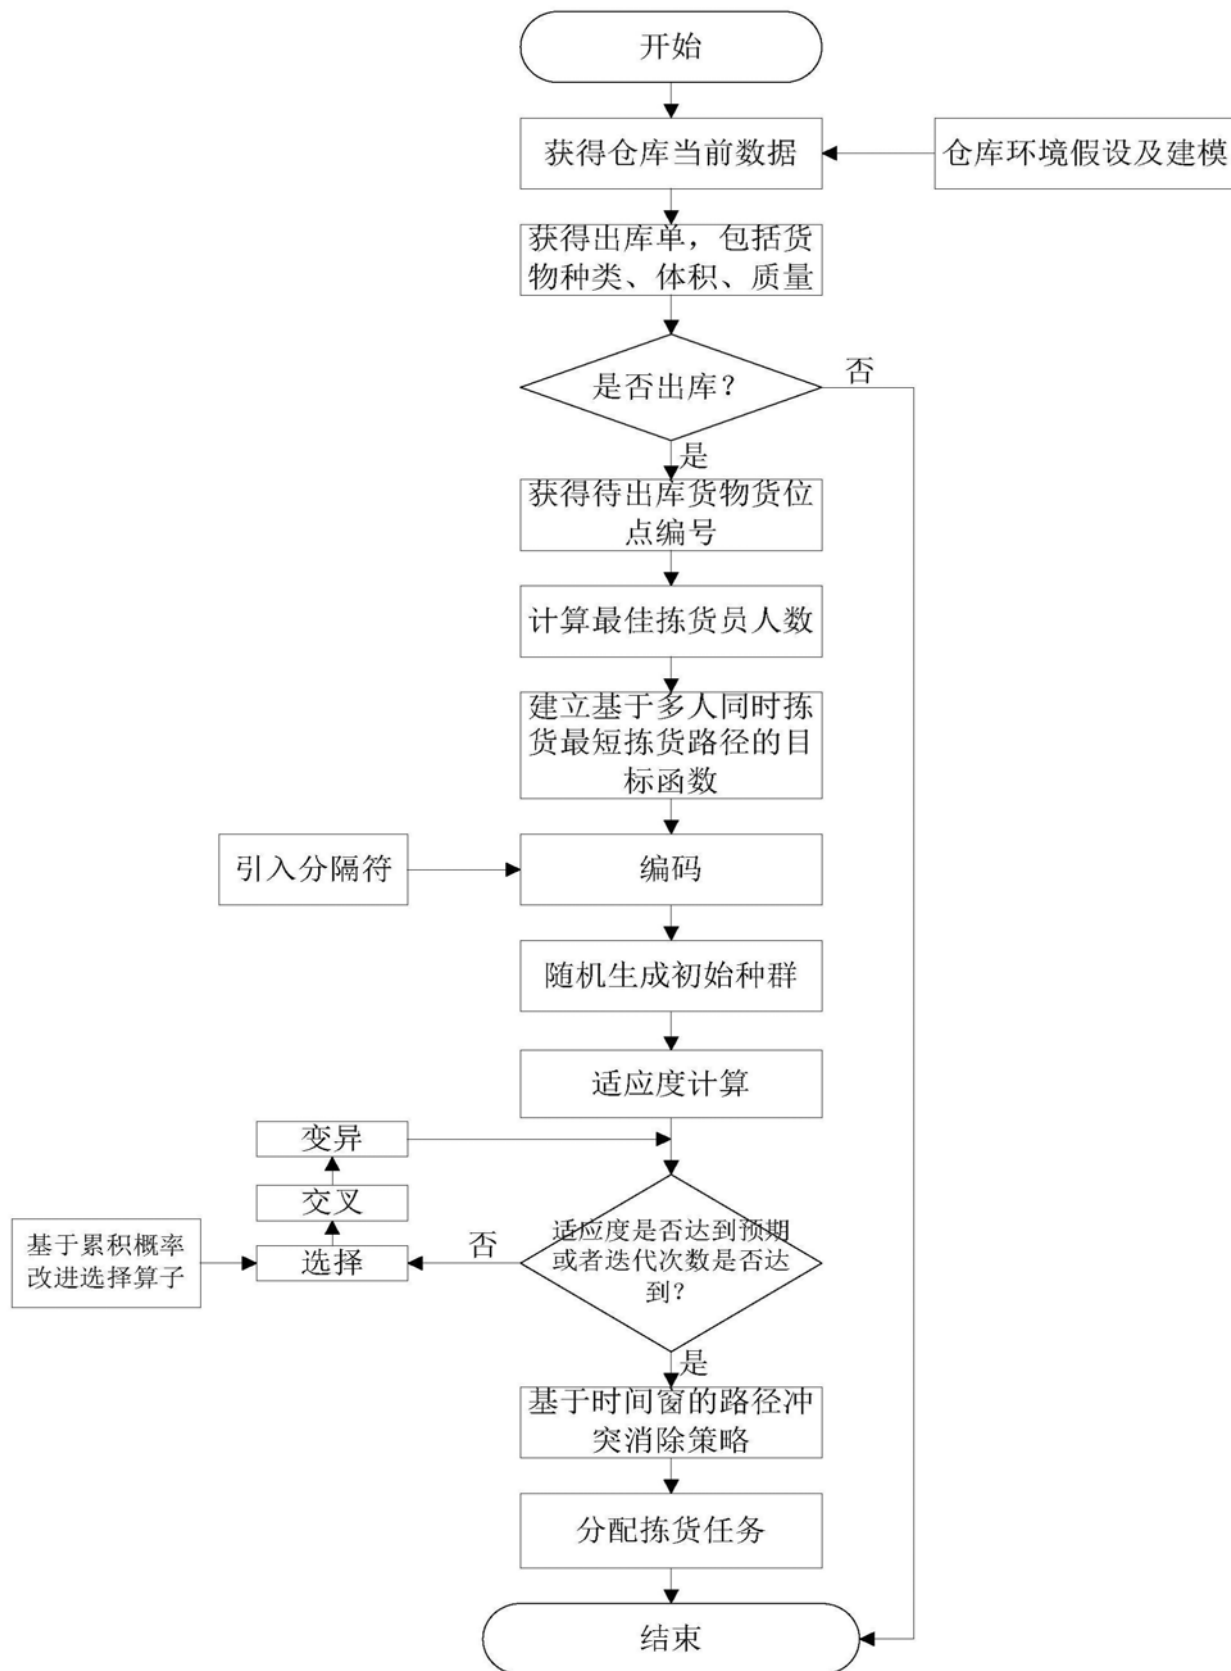 开始
获得仓库当前数据
仓库环境假设及建模
获得出库单，包括货
物种类、体积、质量
是否出库？
否
是
获得待出库货物货位
点编号
计算最佳拣货员人数
建立基于多人同时拣
货最短拣货路径的目
标函数
引入分隔符
编码
随机生成初始种群
适应度计算
变异
交叉
选择
基于累积概率
改进选择算子
否
适应度是否达到预期
或者迭代次数是否达
到？
是
基于时间窗的路径冲
突消除策略
分配拣货任务
结束